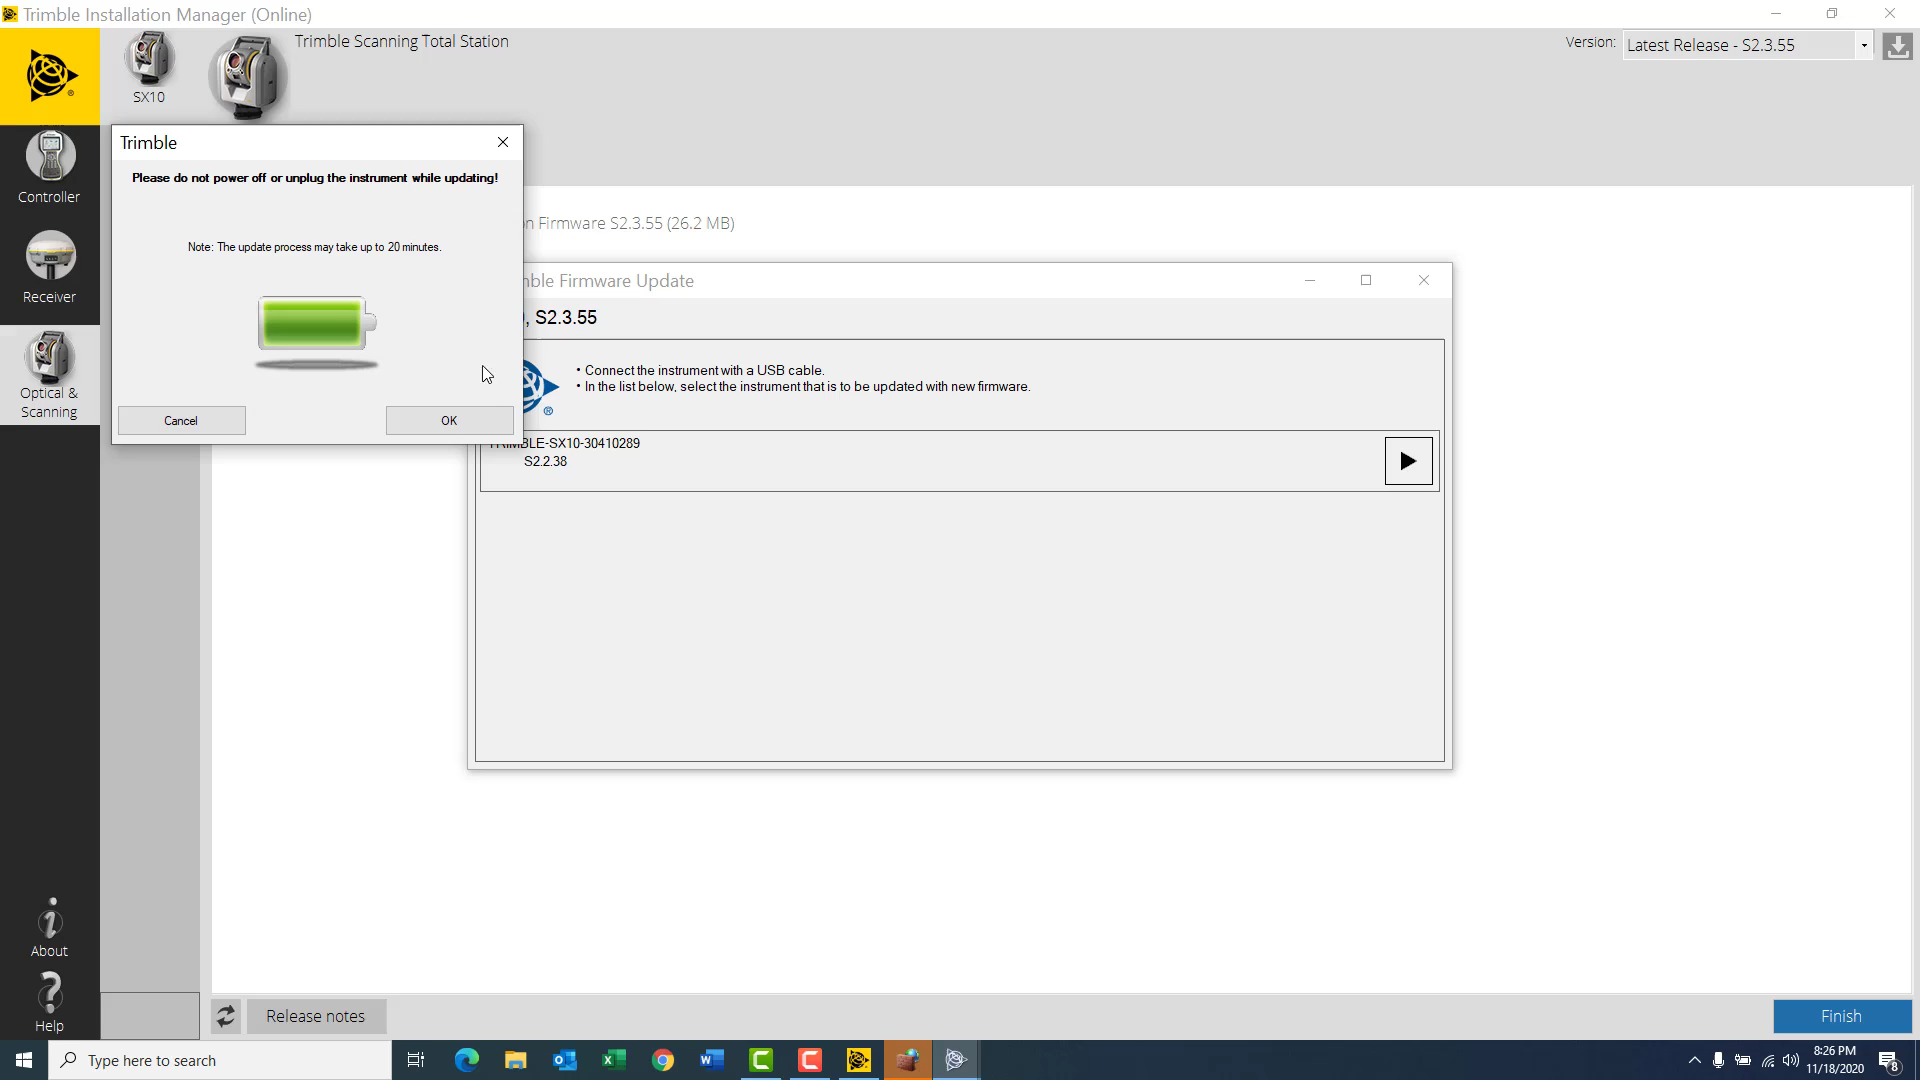 Trimble Installation Manager (Online)
Trimble Scanning Total Station
Version:
Latest Release - S2.3.55
SX10
Controller
Receiver
Optical &
Scanning
About
Help
Trimble
Please do not power off or unplug the instrument while updating!
Note: The update process may take up to 20 minutes.
Cancel
OK
n Firmware S2.3.55 (26.2 MB)
ble Firmware Update
, S2.3.55
• Connect the instrument with a USB cable.
• In the list below, select the instrument that is to be updated with new firmware.
TRIMBLE-SX10-30410289
S2.2.38
Release notes
Finish
Type here to search
8:26 PM
11/18/2020
8